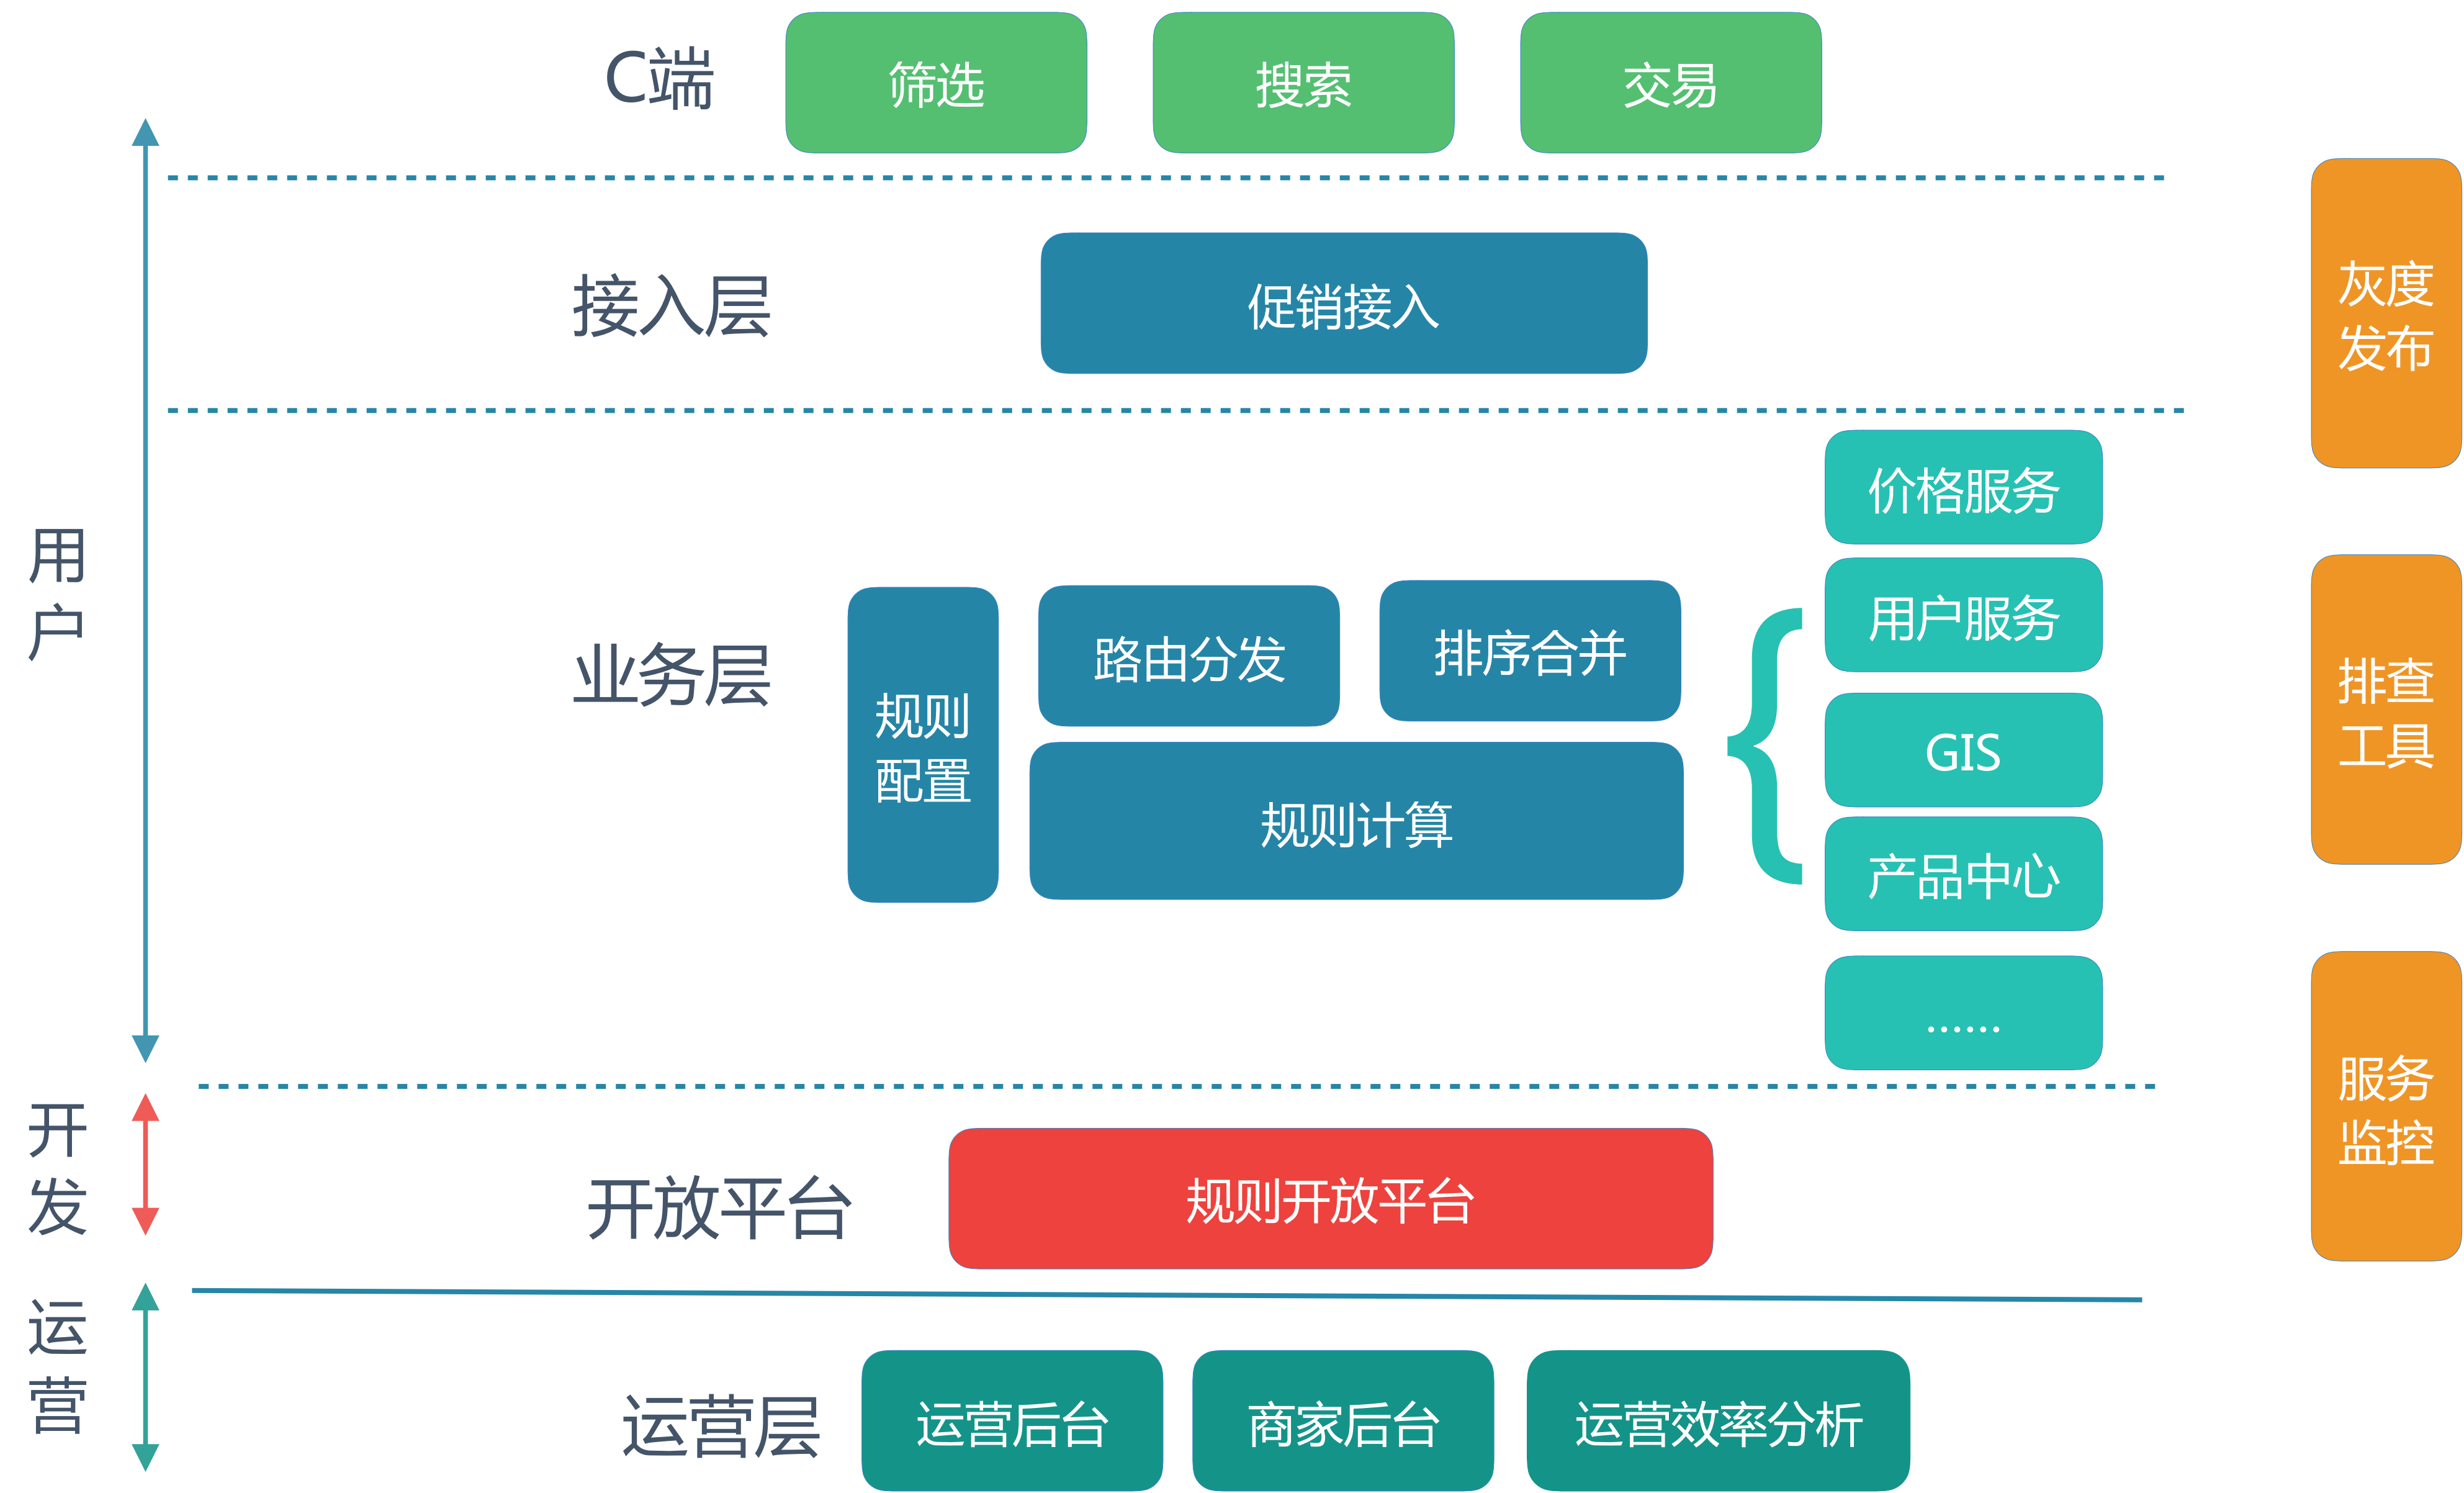 C端
筛选
搜索
交易
接入层
促销接入
用
户
业务层
规则
配置
路由分发
排序合并
规则计算
价格服务
用户服务
GIS
产品中心
......
开
发
开放平台
规则开放平台
运
营
运营层
运营后台
商家后台
运营效率分析
灰度
发布
排查
工具
服务
监控